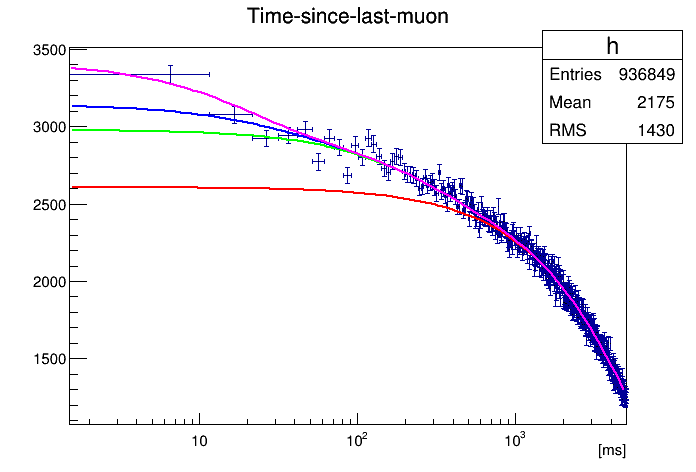 Time-since-last-muon
h
Entries 936849
Mean 2175
RMS 1430
3500
3000
2500
2000
1500
10
10²
10³
[ms]